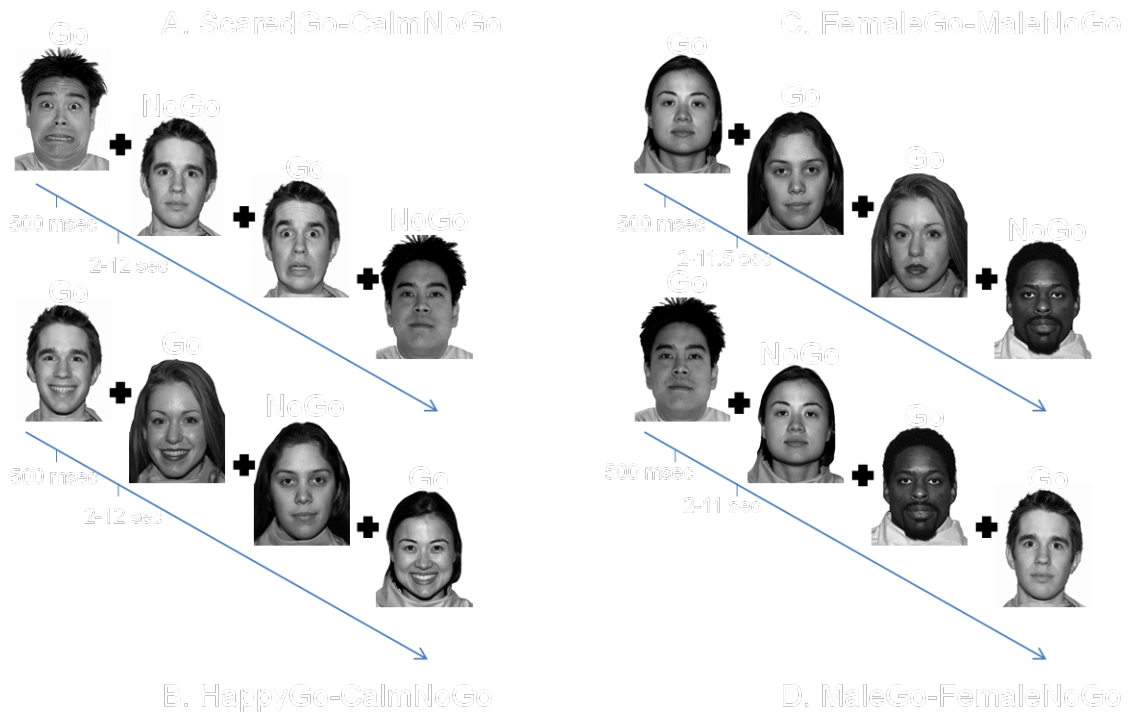 A. ScaredGo-CalmNoGo
Go
NoGo
Go
NoGo
500 msec
2-12 sec
Go
Go
NoGo
Go
500 msec
2-12 sec
B. HappyGo-CalmNoGo
C. FemaleGo-MaleNoGo
Go
Go
Go
NoGo
500 msec
2-11.5 sec
Go
NoGo
Go
Go
500 msec
2-11 sec
D. MaleGo-FemaleNoGo